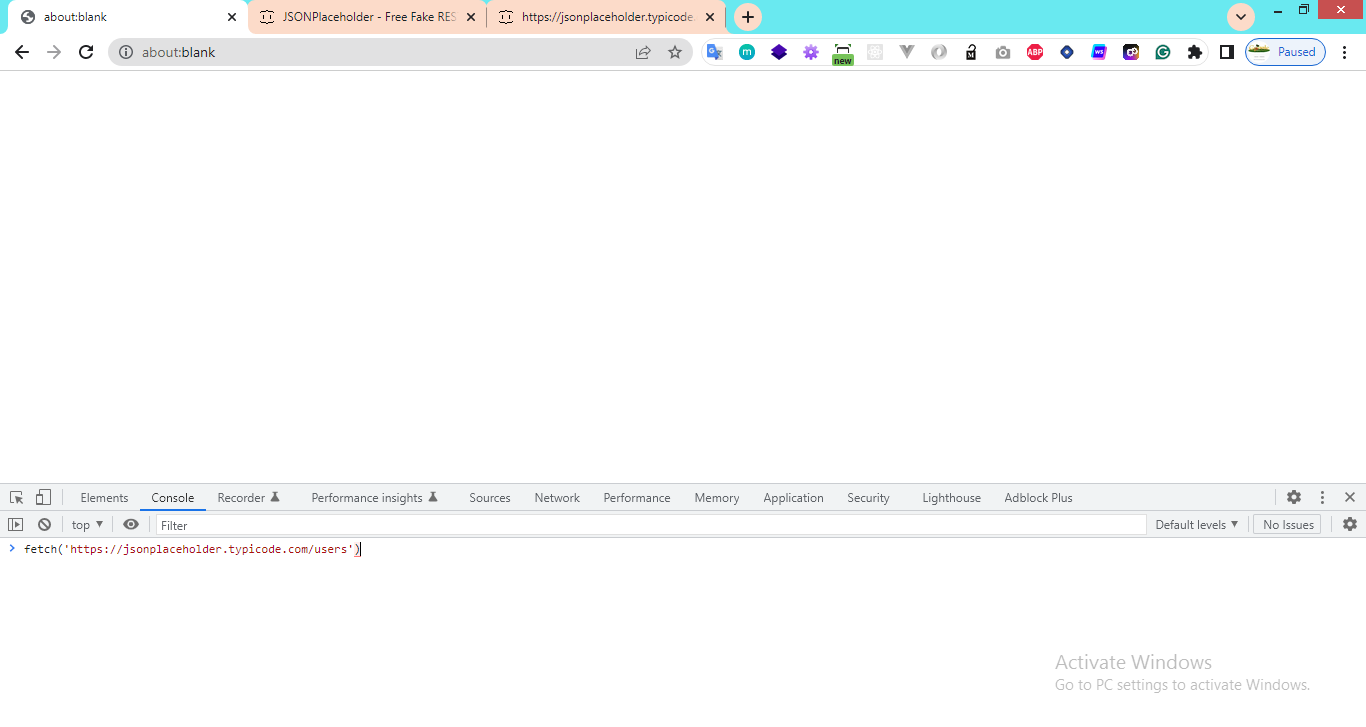 about:blank
JSONPlaceholder - Free Fake RES
https://jsonplaceholder.typicode.
about:blank
new
ABP
WS
Paused
Elements Console Recorder Performance insights Sources Network Performance Memory Application Security Lighthouse Adblock Plus
top Filter Default levels No Issues
fetch('https://jsonplaceholder.typicode.com/users')
Activate Windows
Go to PC settings to activate Windows.